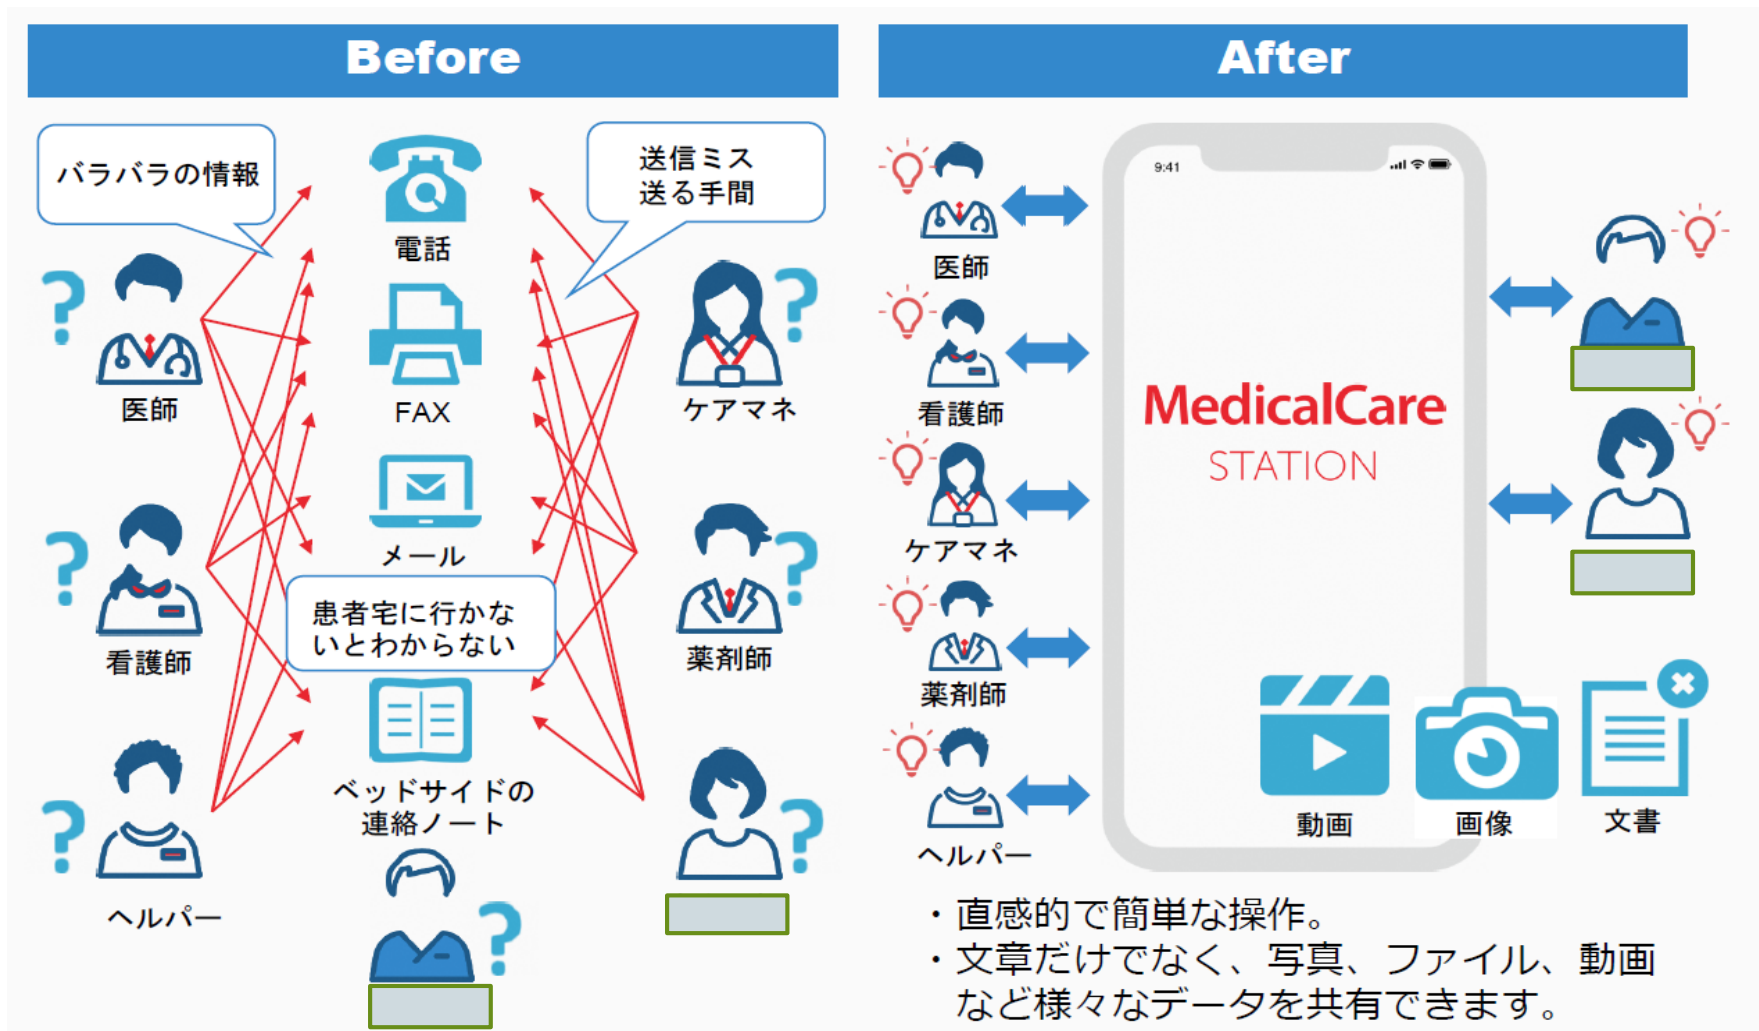 Before
バラバラの情報
送信ミス
送る手間
電話
FAX
医師
ケアマネ
メール
患者宅に行かな
いとわからない
看護師
薬剤師
ベッドサイドの
連絡ノート
ヘルパー
After
9:41
医師
看護師
ケアマネ
薬剤師
ヘルパー
MedicalCare
STATION
動画
画像
文書
・直感的で簡単な操作。
・文章だけでなく、写真、ファイル、動画
など様々なデータを共有できます。